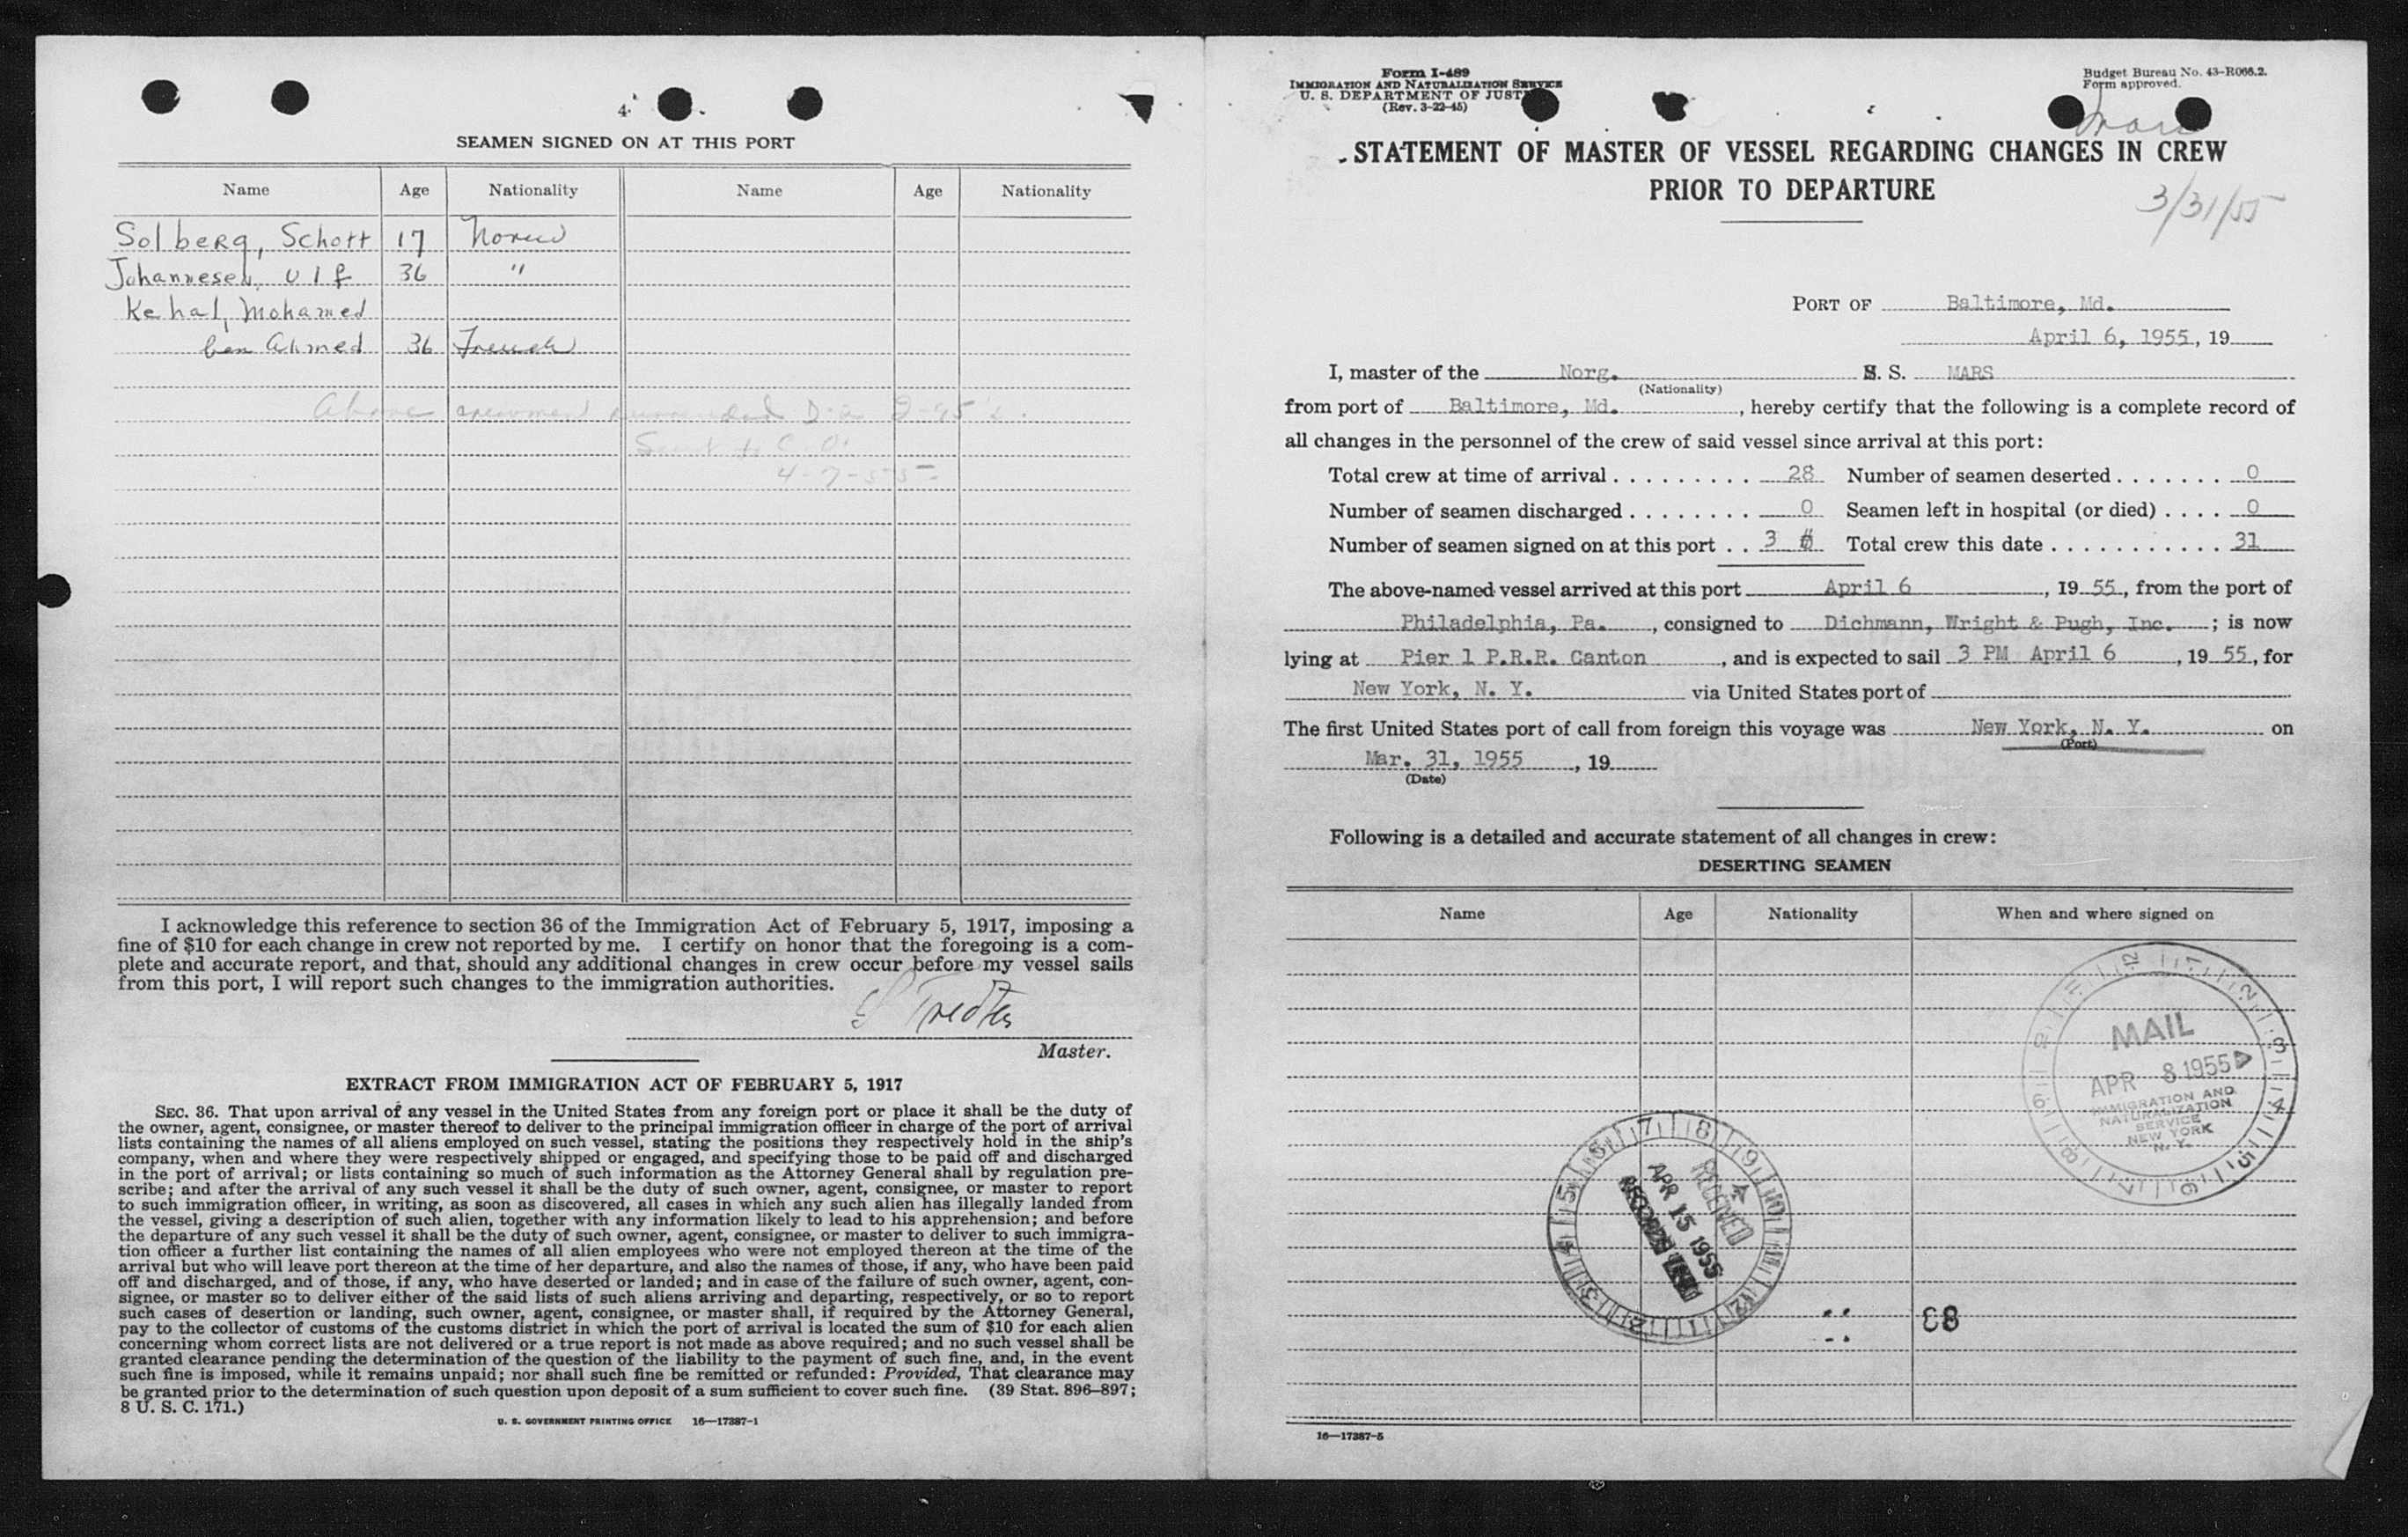 4
SEAMEN SIGNED ON AT THIS PORT
Name Age Nationality Name Age Nationality
Solberg, Schott 17 Norw
Johannesen, Ulf 36 "
Kehal, Mohamed
ben Ahmed 36 French
Above D-2 I-95's.
Sent to C.O.
4-7-55
I acknowledge this reference to section 36 of the Immigration Act of February 5, 1917, imposing a
fine of $10 for each change in crew not reported by me. I certify on honor that the foregoing is a com-
plete and accurate report, and that, should any additional changes in crew occur before my vessel sails
from this port, I will report such changes to the immigration authorities.
Master.
EXTRACT FROM IMMIGRATION ACT OF FEBRUARY 5, 1917
SEC. 36. That upon arrival of any vessel in the United States from any foreign port or place it shall be the duty of
the owner, agent, consignee, or master thereof to deliver to the principal immigration officer in charge of the port of arrival
lists containing the names of all aliens employed on such vessel, stating the positions they respectively hold in the ship's
company, when and where they were respectively shipped or engaged, and specifying those to be paid off and discharged
in the port of arrival; or lists containing so much of such information as the Attorney General shall by regulation pre-
scribe; and after the arrival of any such vessel it shall be the duty of such owner, agent, consignee, or master to report
to such immigration officer, in writing, as soon as discovered, all cases in which any such alien has illegally landed from
the vessel, giving a description of such alien, together with any information likely to lead to his apprehension; and before
the departure of any such vessel it shall be the duty of such owner, agent, consignee, or master to deliver to such immigra-
tion officer a further list containing the names of all alien employees who were not employed thereon at the time of the
arrival but who will leave port thereon at the time of her departure, and also the names of those, if any, who have been paid
off and discharged, and of those, if any, who have deserted or landed; and in case of the failure of such owner, agent, con-
signee, or master so to deliver either of the said lists of such aliens arriving and departing, respectively, or so to report
such cases of desertion or landing, such owner, agent, consignee, or master shall, if required by the Attorney General,
pay to the collector of customs of the customs district in which the port of arrival is located the sum of $10 for each alien
concerning whom correct lists are not delivered or a true report is not made as above required; and no such vessel shall be
granted clearance pending the determination of the question of the liability to the payment of such fine, and, in the event
such fine is imposed, while it remains unpaid; nor shall such fine be remitted or refunded: Provided, That clearance may
be granted prior to the determination of such question upon deposit of a sum sufficient to cover such fine. (39 Stat. 896–897;
8 U. S. C. 171.)
U. S. GOVERNMENT PRINTING OFFICE 16—17387-1
Form I-489
IMMIGRATION AND NATURALIZATION SERVICE
U. S. DEPARTMENT OF JUSTICE
(Rev. 3-22-45)
Budget Bureau No. 43-R066.2.
Form approved.
STATEMENT OF MASTER OF VESSEL REGARDING CHANGES IN CREW
PRIOR TO DEPARTURE
3/31/55
PORT OF Baltimore, Md.
April 6, 1955, 19
I, master of the Norg. S. S. MARS
(Nationality)
from port of Baltimore, Md., hereby certify that the following is a complete record of
all changes in the personnel of the crew of said vessel since arrival at this port:
Total crew at time of arrival 28 Number of seamen deserted 0
Number of seamen discharged 0 Seamen left in hospital (or died) 0
Number of seamen signed on at this port 3 Total crew this date 31
The above-named vessel arrived at this port April 6, 19 55, from the port of
Philadelphia, Pa., consigned to Dichmann, Wright & Pugh, Inc.; is now
lying at Pier 1 P.R.R. Canton, and is expected to sail 3 PM April 6, 19 55, for
New York, N. Y. via United States port of
The first United States port of call from foreign this voyage was New York, N. Y. on
(Port)
Mar. 31, 1955, 19
(Date)
Following is a detailed and accurate statement of all changes in crew:
DESERTING SEAMEN
Name Age Nationality When and where signed on
MAIL
APR 8 1955
IMMIGRATION AND
NATURALIZATION
SERVICE
NEW YORK
N. Y.
RECEIVED
APR 15 1955
RECORDS
16—17387-5